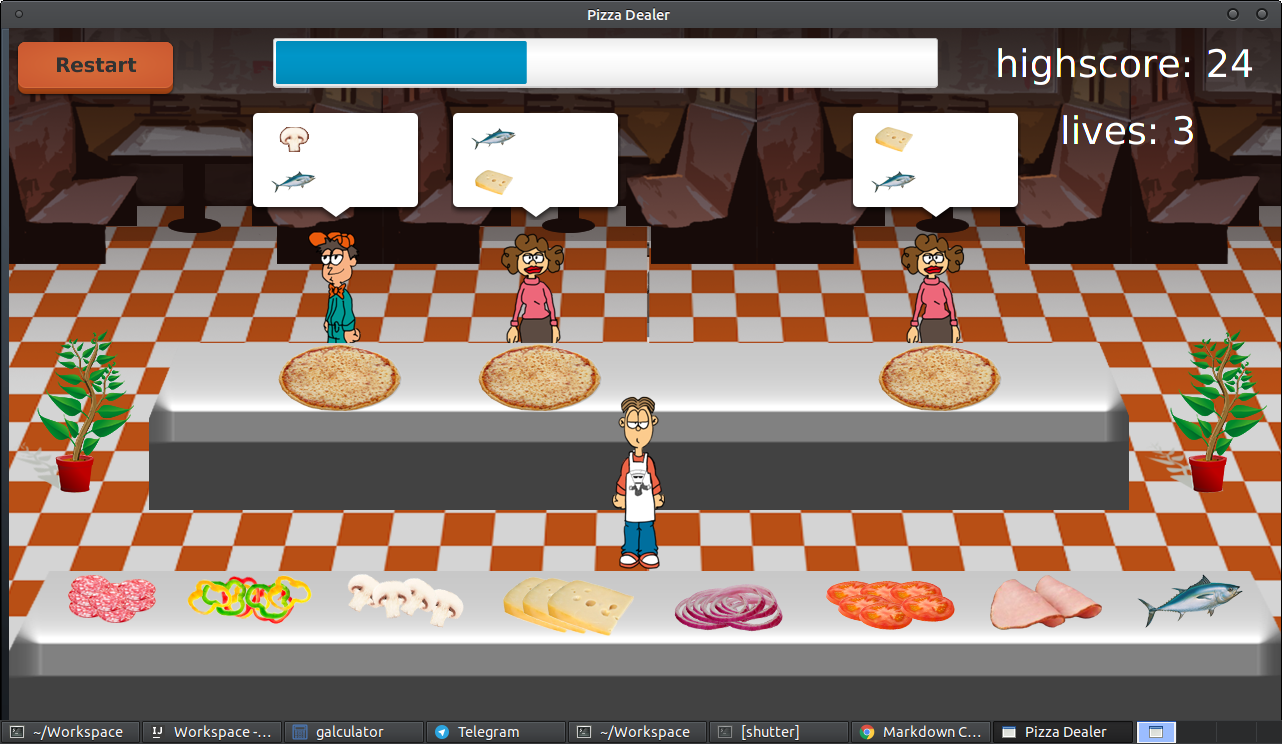 Pizza Dealer
Restart
highscore: 24
lives: 3
~/Workspace
Workspace -...
galculator
Telegram
~/Workspace
[shutter]
Markdown C...
Pizza Dealer